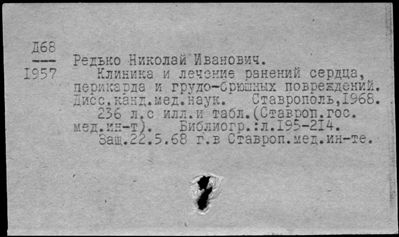 Д68
1957
Редько Николай Иванович.
Клиника и лечение ранений сердца,
перикарда и грудо-брюшных повреждений.
Дисс.канд.мед.наук. Ставрополь,1968.
236 л.с илл.и табл.(Ставроп.гос.
мед.ин-т). Библиогр.:л.195-214.
Защ.22.5.68 г.в Ставроп.мед.ин-те.